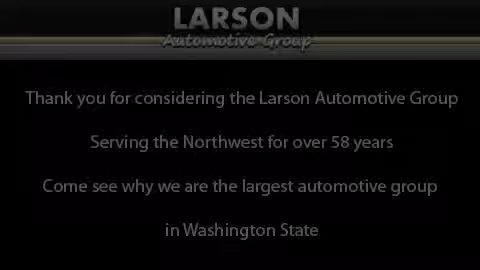 LARSON
Automotive Group
Thank you for considering the Larson Automotive Group
Serving the Northwest for over 58 years
Come see why we are the largest automotive group
in Washington State